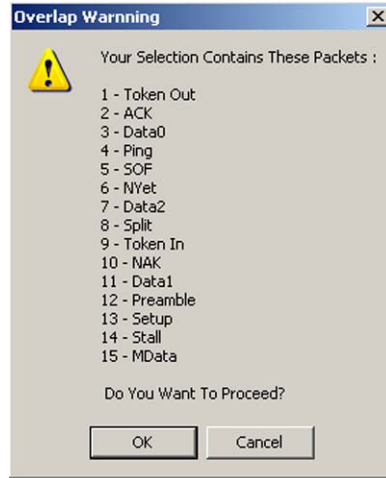 Overlap Warnning
Your Selection Contains These Packets :
1 - Token Out
2 - ACK
3 - Data0
4 - Ping
5 - SOF
6 - NYet
7 - Data2
8 - Split
9 - Token In
10 - NAK
11 - Data1
12 - Preamble
13 - Setup
14 - Stall
15 - MData
Do You Want To Proceed?
OK Cancel